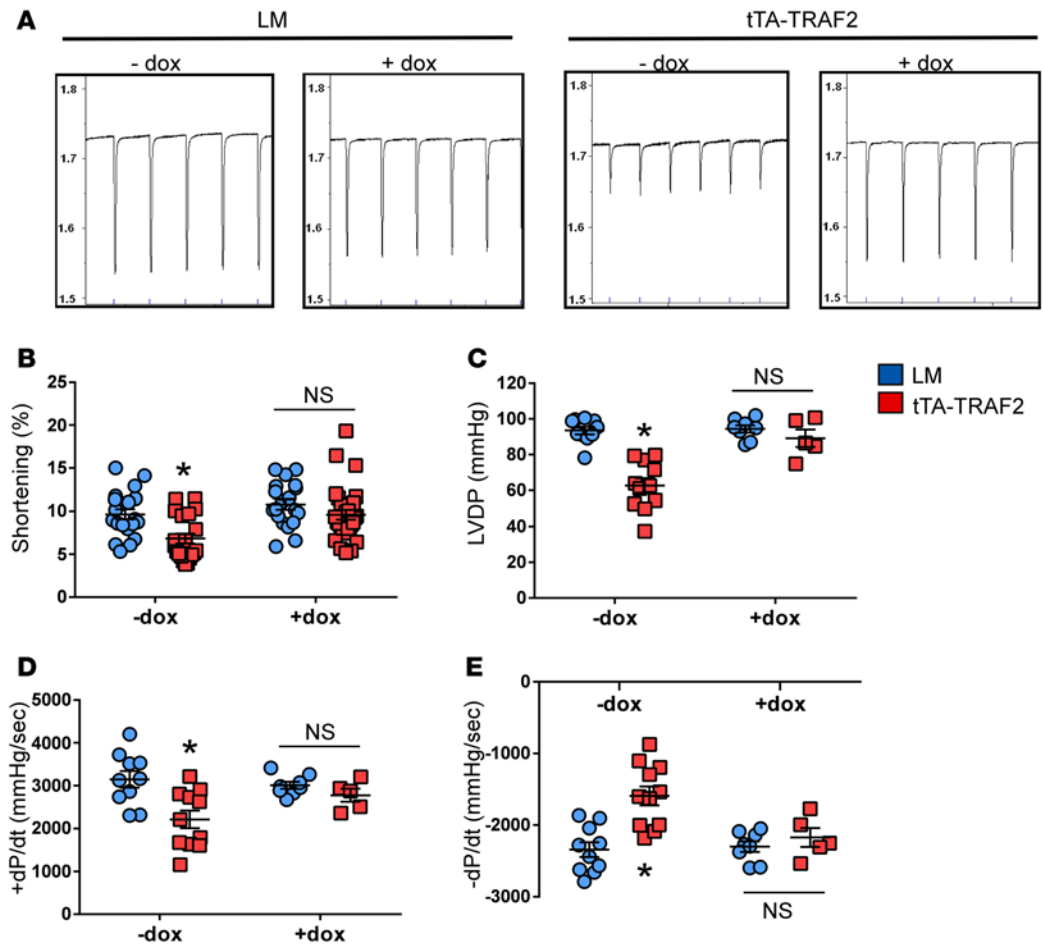 A
LM
tTA-TRAF2
- dox
+ dox
- dox
+ dox
1.8
1.7
1.6
1.5
1.8
1.7
1.6
1.5
1.8
1.7
1.6
1.5
1.8
1.7
1.6
1.5
B
Shortening (%)
25
20
15
10
5
0
*
NS
-dox
+dox
C
LVDP (mmHg)
120
100
80
60
40
20
0
*
NS
-dox
+dox
LM
tTA-TRAF2
D
+dP/dt (mmHg/sec)
5000
4000
3000
2000
1000
0
*
NS
-dox
+dox
E
-dP/dt (mmHg/sec)
0
-1000
-2000
-3000
-dox
+dox
*
NS